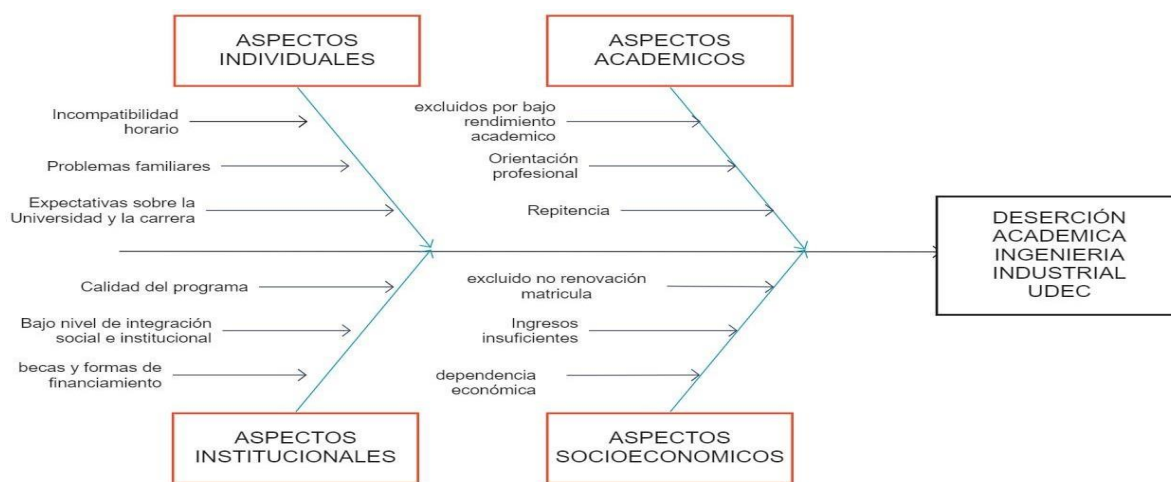 ASPECTOS
INDIVIDUALES
Incompatibilidad
horario
Problemas familiares
Expectativas sobre la
Universidad y la carrera
ASPECTOS
ACADEMICOS
excluidos por bajo
rendimiento
academico
Orientación
profesional
Repitencia
DESERCIÓN
ACADEMICA
INGENIERIA
INDUSTRIAL
UDEC
Calidad del programa
Bajo nivel de integración
social e institucional
becas y formas de
financiamiento
ASPECTOS
INSTITUCIONALES
excluido no renovación
matricula
Ingresos
insuficientes
dependencia
económica
ASPECTOS
SOCIOECONOMICOS